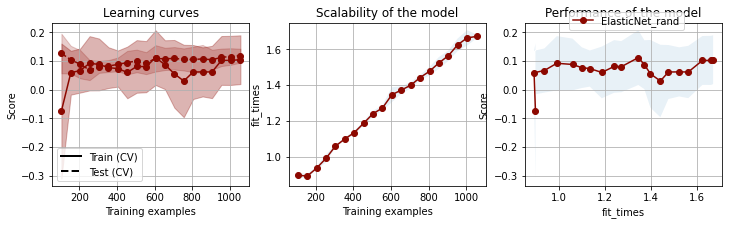 Learning curves
Score
0.2
0.1
0.0
−0.1
−0.2
−0.3
Train (CV)
Test (CV)
200 400 600 800 1000
Training examples
Scalability of the model
fit_times
1.6
1.4
1.2
1.0
200 400 600 800 1000
Training examples
Performance of the model
ElasticNet_rand
Score
0.2
0.1
0.0
−0.1
−0.2
−0.3
1.0 1.2 1.4 1.6
fit_times